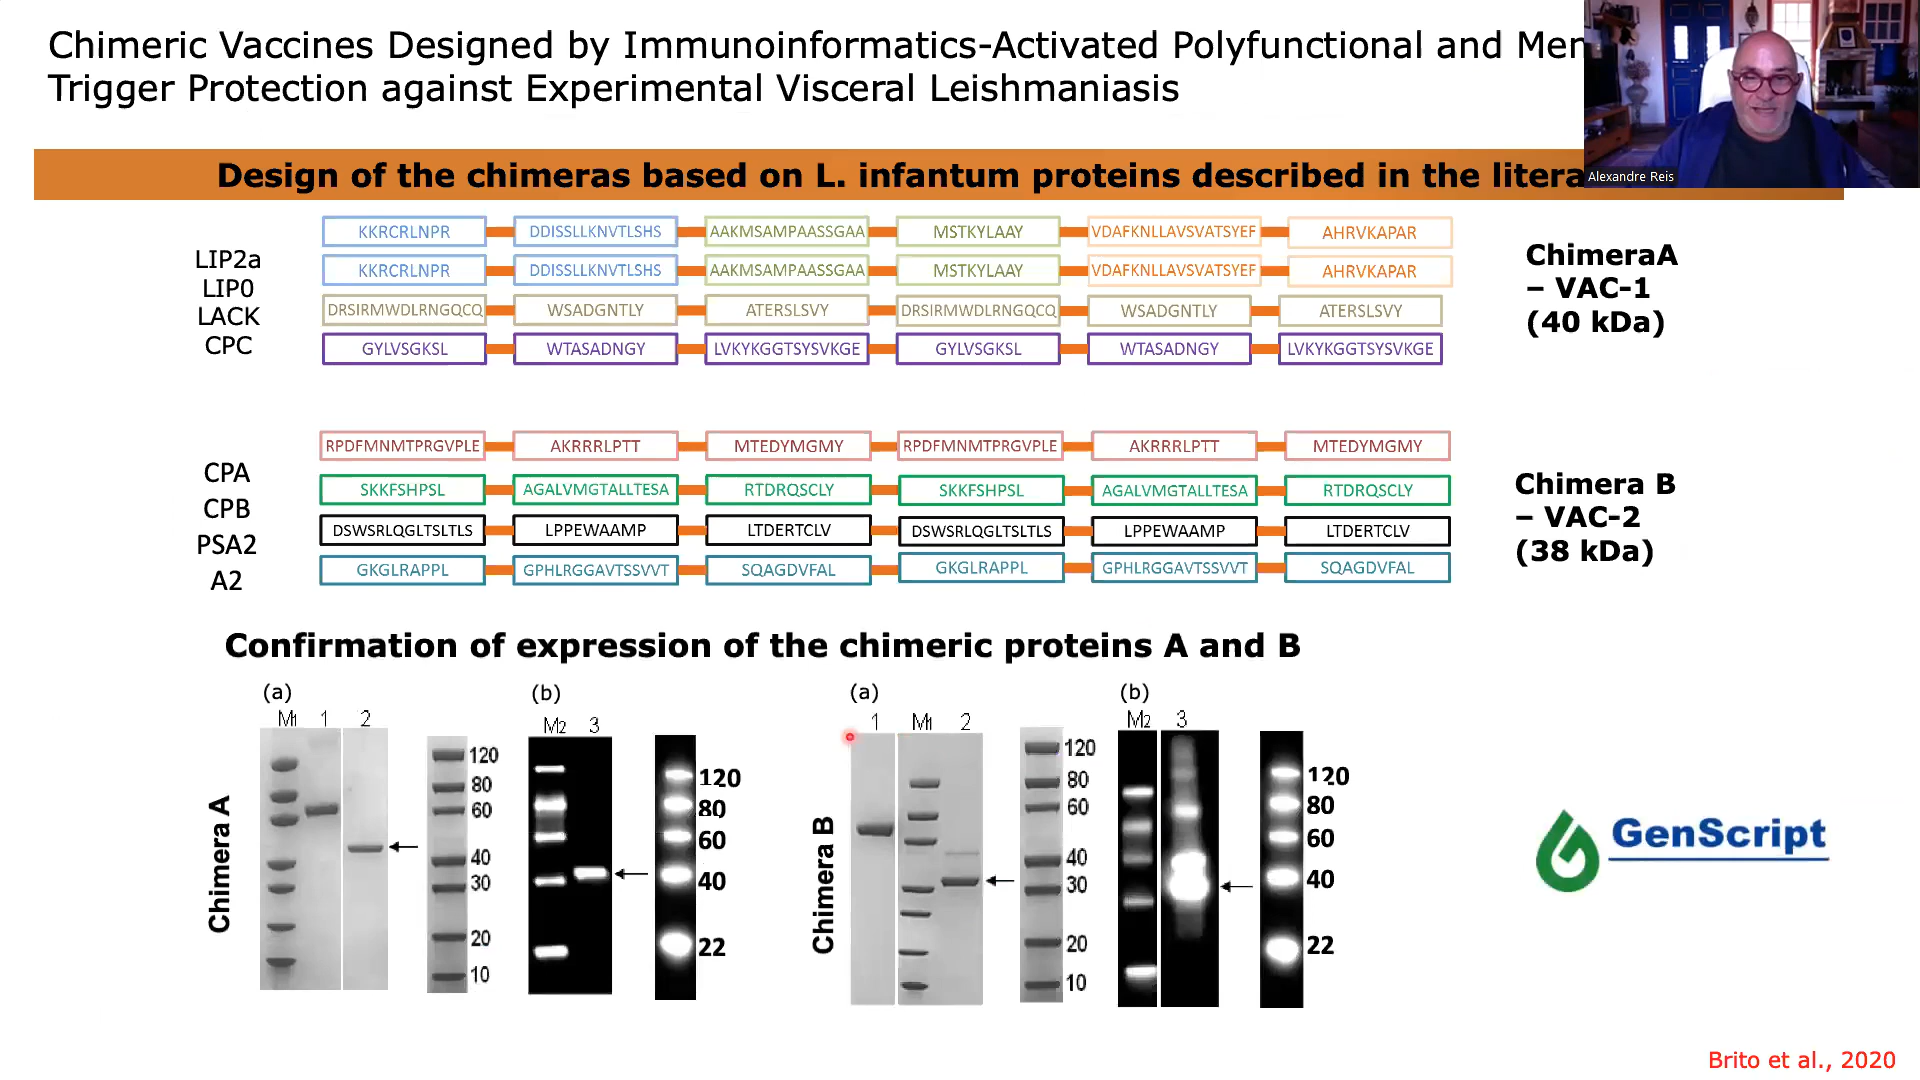 Chimeric Vaccines Designed by Immunoinformatics-Activated Polyfunctional and Mem
Trigger Protection against Experimental Visceral Leishmaniasis
Alexandre Reis
Design of the chimeras based on L. infantum proteins described in the litera
KKRCRLNPR DDISSLLKNVTLSHS AAKMSAMPAASSGAA MSTKYLAAY VDAFKNLLAVSVATSYEF AHRVKAPAR
KKRCRLNPR DDISSLLKNVTLSHS AAKMSAMPAASSGAA MSTKYLAAY VDAFKNLLAVSVATSYEF AHRVKAPAR
DRSIRMWDLRNGQCQ WSADGNTLY ATERSLSVY DRSIRMWDLRNGQCQ WSADGNTLY ATERSLSVY
GYLVSGKSL WTASADNGY LVKYKGGTSYSVKGE GYLVSGKSL WTASADNGY LVKYKGGTSYSVKGE
LIP2a
LIP0
LACK
CPC
ChimeraA
– VAC-1
(40 kDa)
RPDFMNMTPRGVPLE AKRRRLPTT MTEDYMGMY RPDFMNMTPRGVPLE AKRRRLPTT MTEDYMGMY
SKKFSHPSL AGALVMGTALLTESA RTDRQSCLY SKKFSHPSL AGALVMGTALLTESA RTDRQSCLY
DSWSRLQGLTSLTLS LPPEWAAMP LTDERTCLV DSWSRLQGLTSLTLS LPPEWAAMP LTDERTCLV
GKGLRAPPL GPHLRGGAVTSSVVT SQAGDVFAL GKGLRAPPL GPHLRGGAVTSSVVT SQAGDVFAL
CPA
CPB
PSA2
A2
Chimera B
– VAC-2
(38 kDa)
Confirmation of expression of the chimeric proteins A and B
(a)
M1 1 2
Chimera A
120
80
60
40
30
20
10
(b)
M2 3
120
80
60
40
22
(a)
1 M1 2
Chimera B
120
80
60
40
30
20
10
(b)
M2 3
120
80
60
40
22
GenScript
Brito et al., 2020